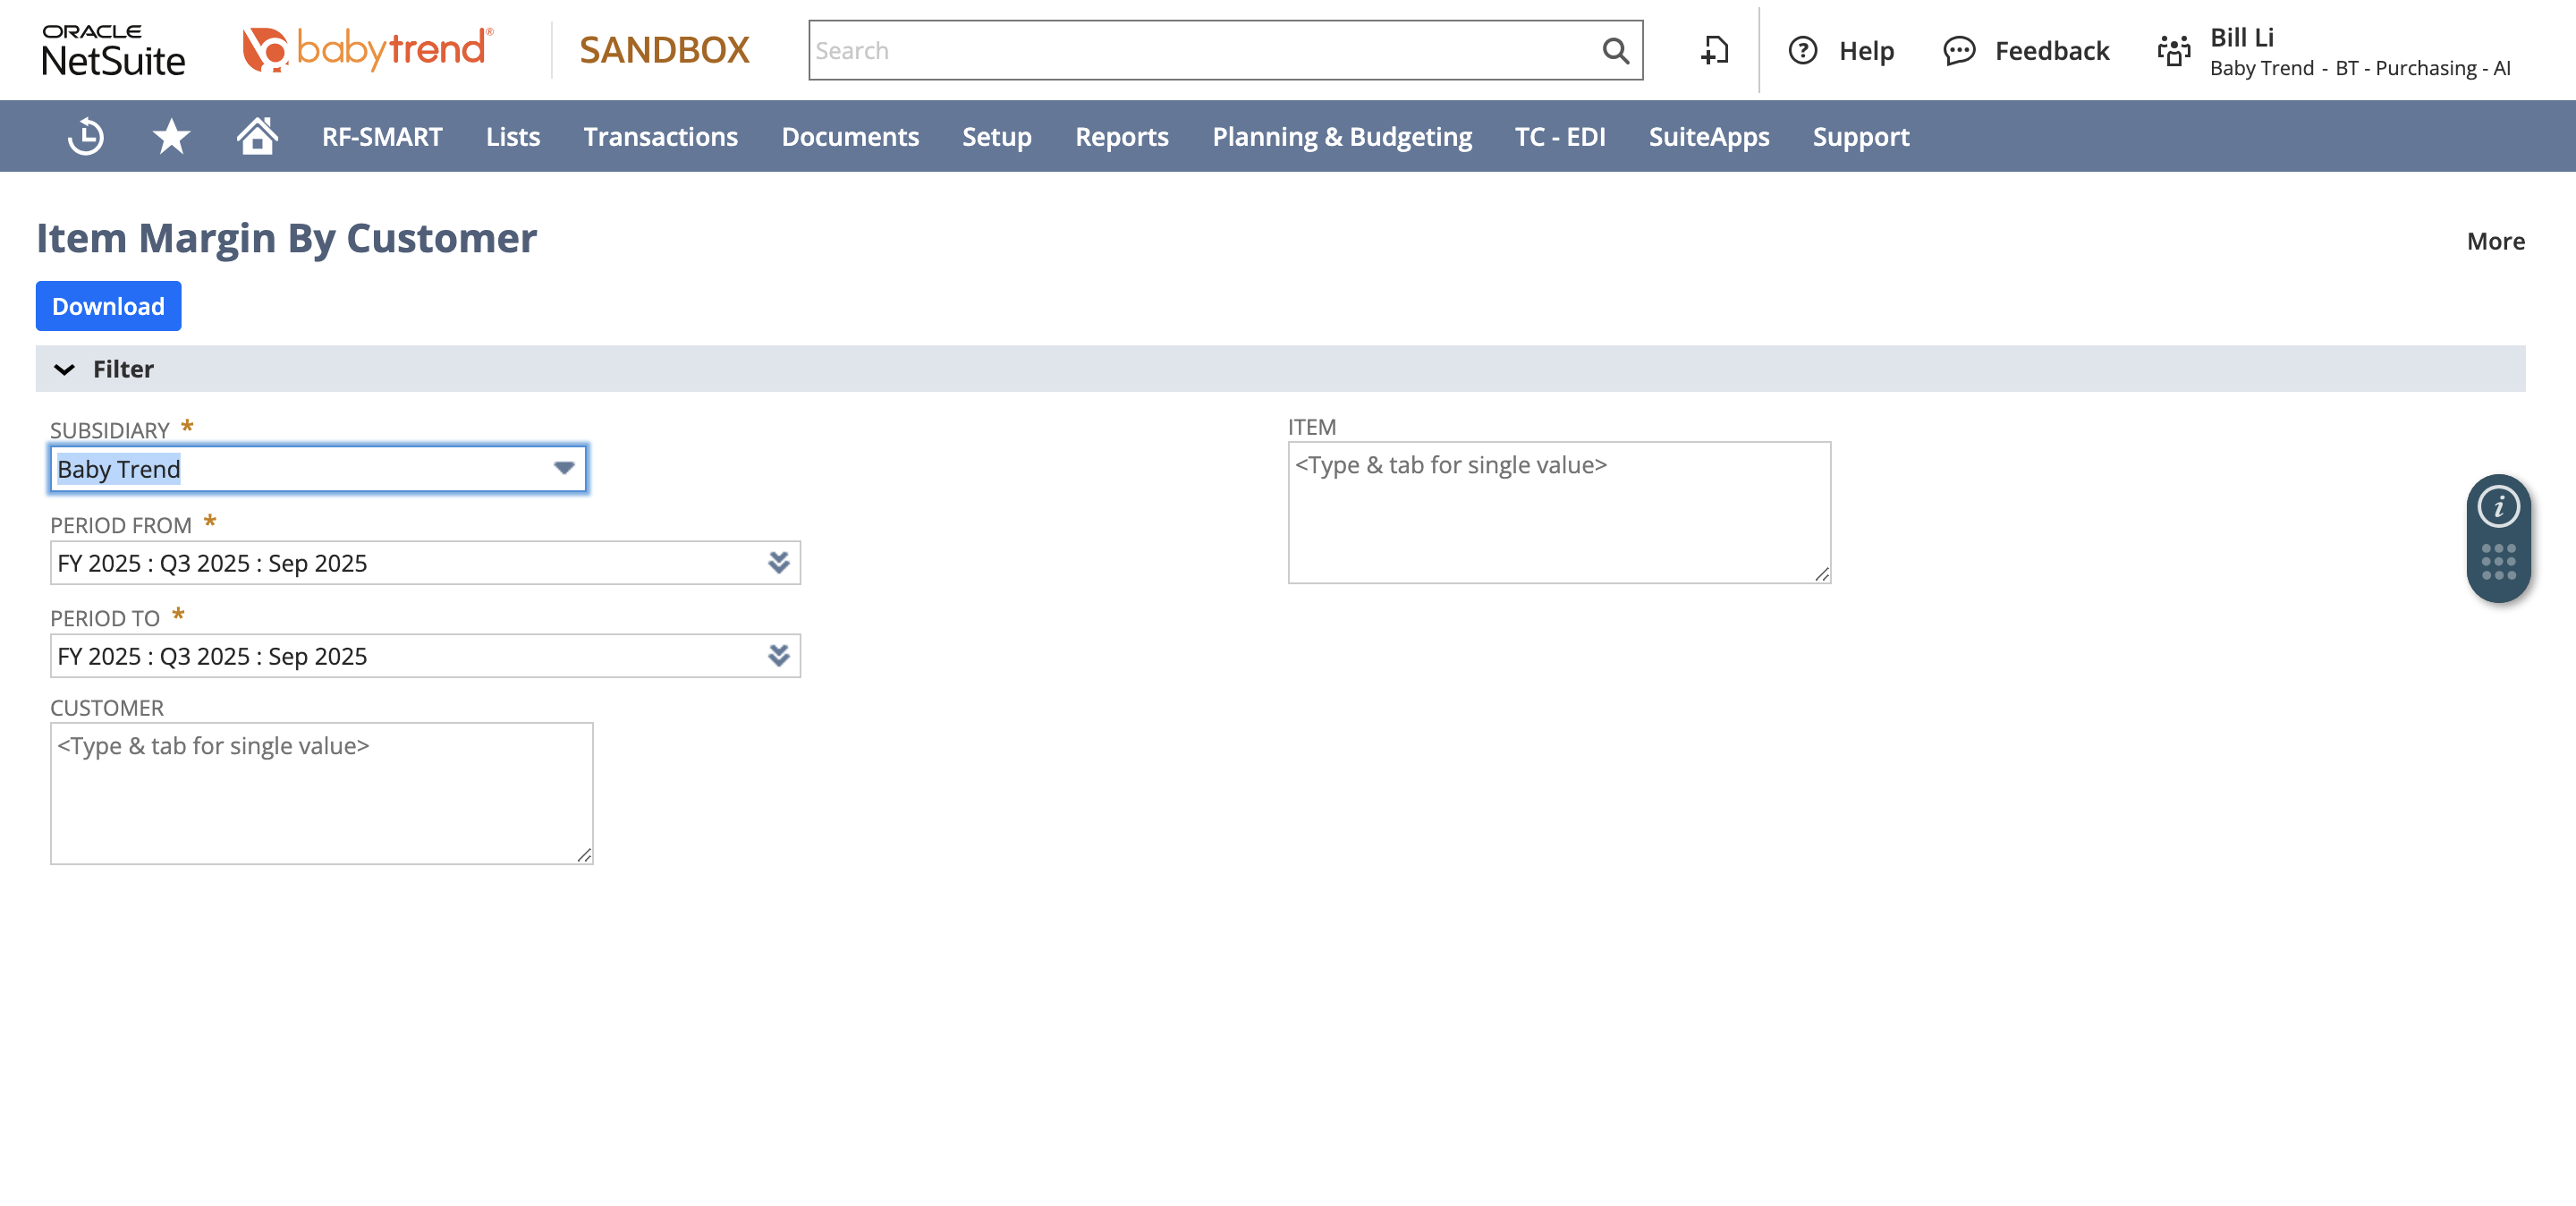 ORACLE
NetSuite
babytrend®
SANDBOX
Search
Help
Feedback
Bill Li
Baby Trend - BT - Purchasing - AI
RF-SMART Lists Transactions Documents Setup Reports Planning & Budgeting TC - EDI SuiteApps Support
Item Margin By Customer
More
Download
Filter
SUBSIDIARY *
Baby Trend
PERIOD FROM *
FY 2025 : Q3 2025 : Sep 2025
PERIOD TO *
FY 2025 : Q3 2025 : Sep 2025
CUSTOMER
<Type & tab for single value>
ITEM
<Type & tab for single value>